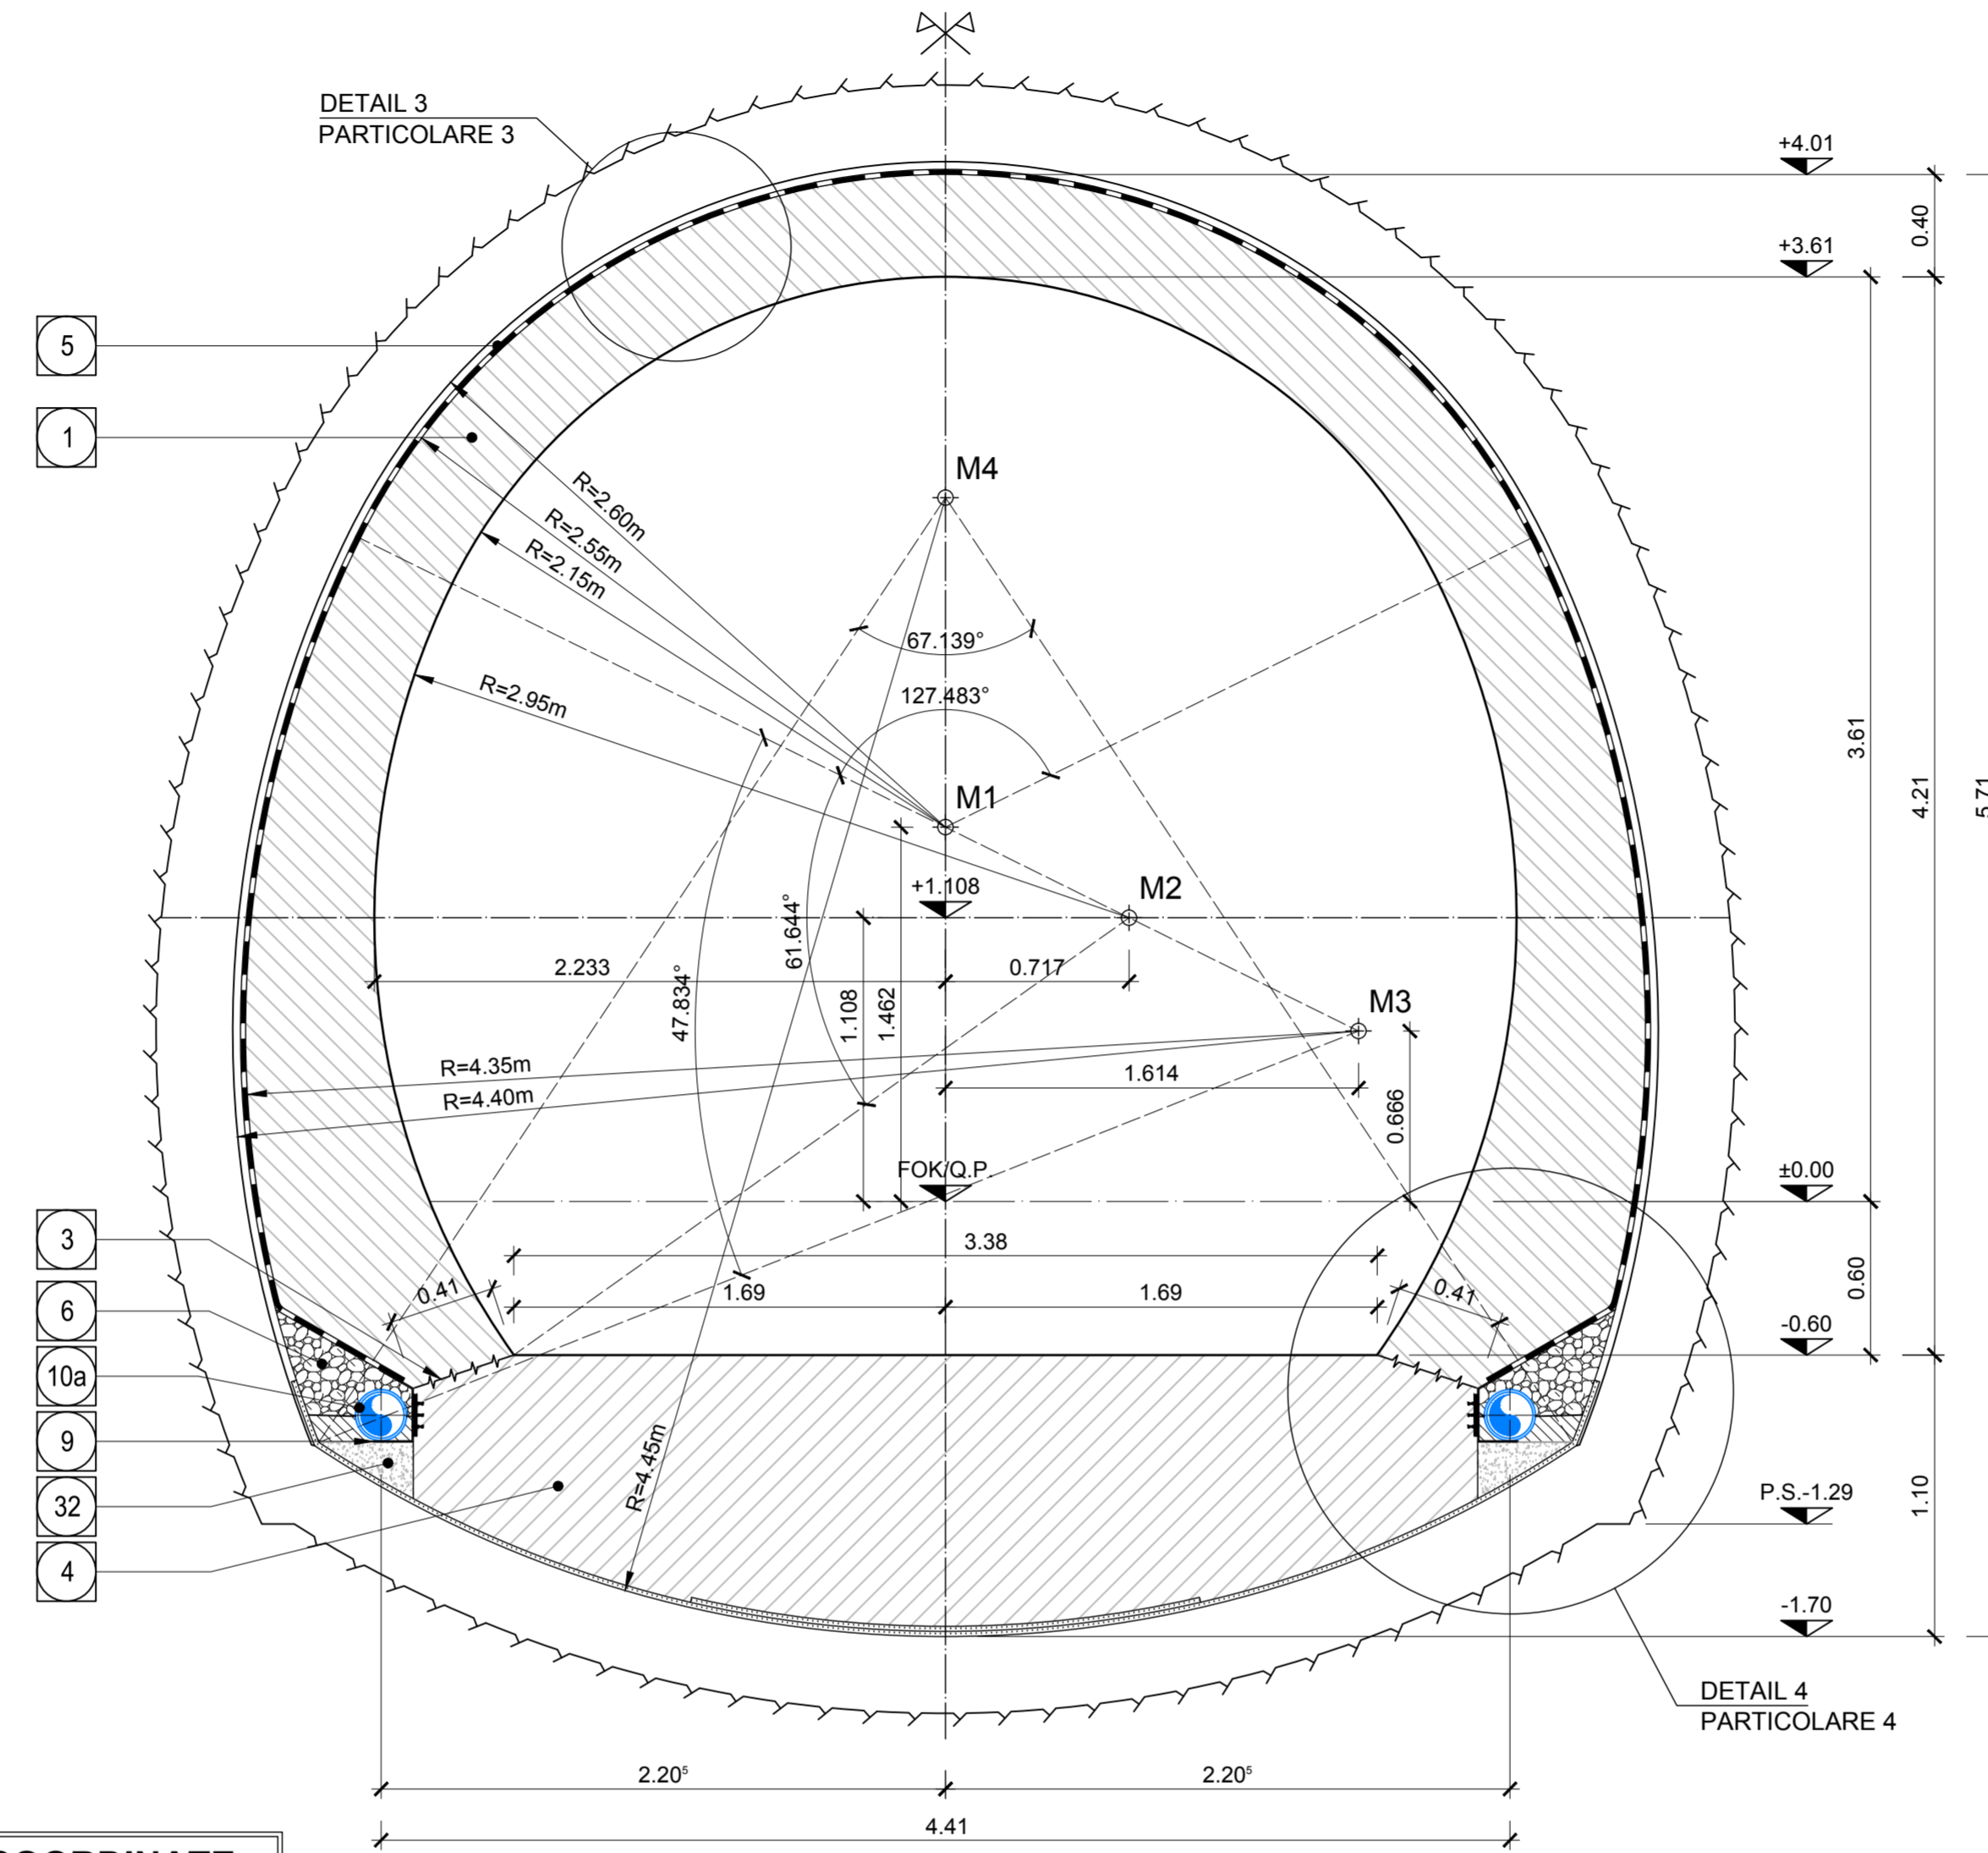 DETAIL 3
PARTICOLARE 3
+4.01
0.40
+3.61
5
1
M4
R=2.60m
R=2.55m
R=2.15m
67.139°
R=2.95m
127.483°
3.61
4.21
5.71
M1
+1.108
M2
61.644°
2.233
0.717
47.834°
1.108
1.462
M3
R=4.35m
R=4.40m
1.614
0.666
FOK/Q.P.
±0.00
3
3.38
0.41
1.69
1.69
0.41
0.60
6
-0.60
10a
9
R=4.45m
P.S.-1.29
1.10
32
4
-1.70
DETAIL 4
PARTICOLARE 4
2.20⁵
2.20⁵
4.41